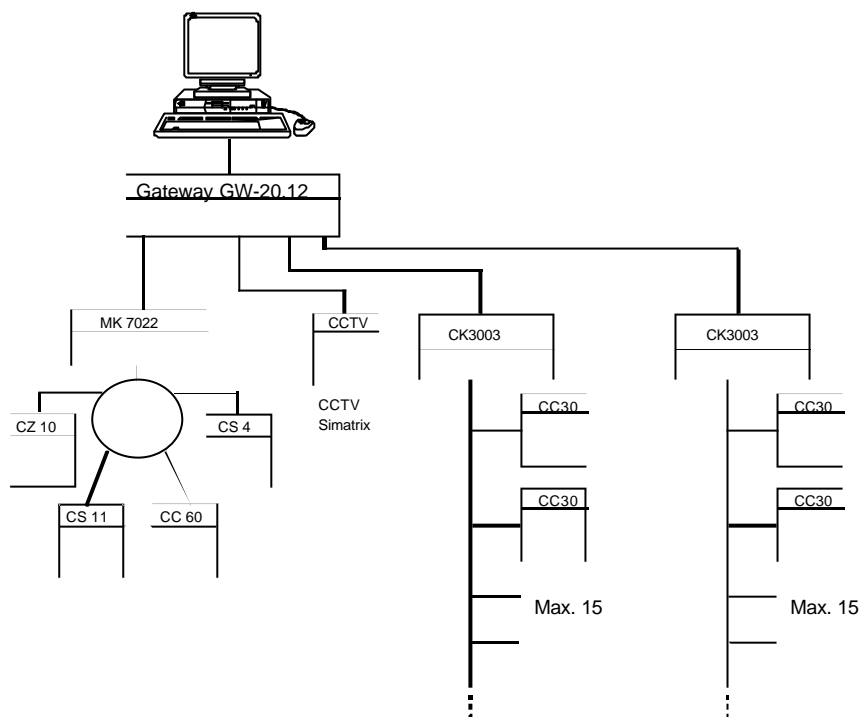 Gateway GW-20.12
MK 7022
CCTV
CK3003
CK3003
CCTV
Simatrix
CZ 10
CS 4
CS 11
CC 60
CC30
CC30
CC30
CC30
Max. 15
Max. 15